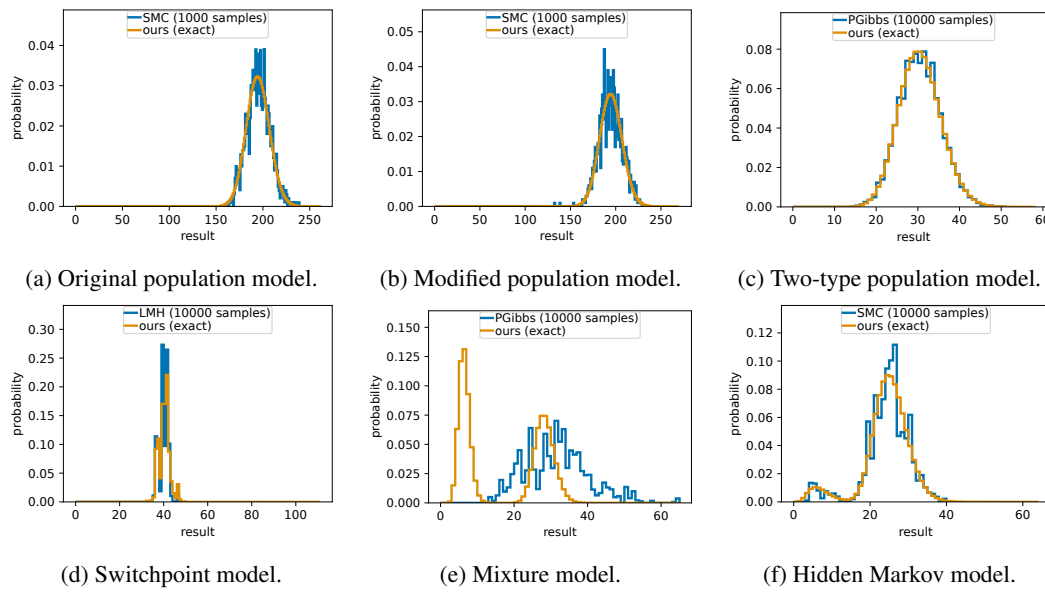 SMC (1000 samples)
ours (exact)
0.04
0.03
0.02
0.01
0.00
probability
0 50 100 150 200 250
result
(a) Original population model.
SMC (1000 samples)
ours (exact)
0.05
0.04
0.03
0.02
0.01
0.00
probability
0 50 100 150 200 250
result
(b) Modified population model.
PGibbs (10000 samples)
ours (exact)
0.08
0.06
0.04
0.02
0.00
probability
0 10 20 30 40 50 60
result
(c) Two-type population model.
LMH (10000 samples)
ours (exact)
0.30
0.25
0.20
0.15
0.10
0.05
0.00
probability
0 20 40 60 80 100
result
(d) Switchpoint model.
PGibbs (10000 samples)
ours (exact)
0.150
0.125
0.100
0.075
0.050
0.025
0.000
probability
0 20 40 60
result
(e) Mixture model.
SMC (10000 samples)
ours (exact)
0.12
0.10
0.08
0.06
0.04
0.02
0.00
probability
0 20 40 60
result
(f) Hidden Markov model.